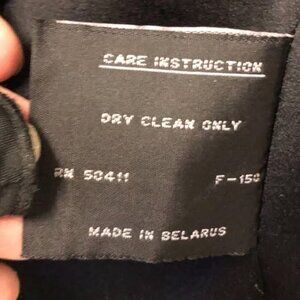 CARE INSTRUCTION
DRY CLEAN ONLY
RN 50411 F-150
MADE IN BELARUS